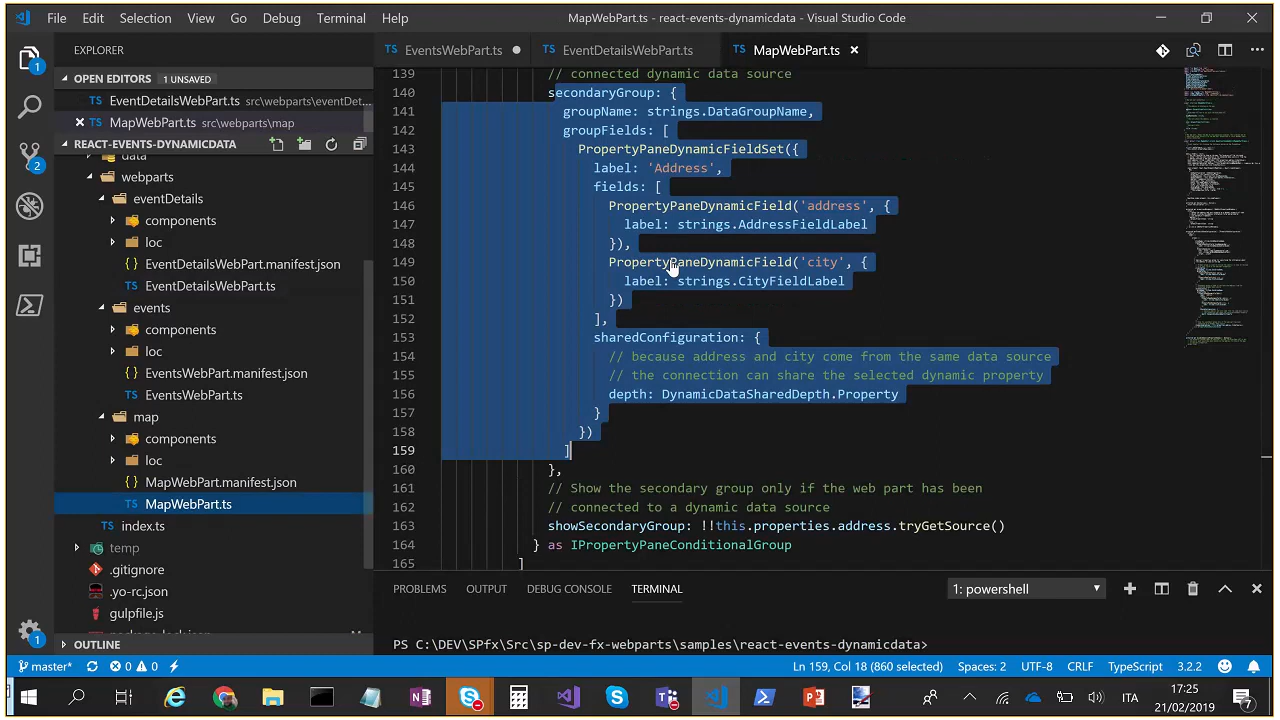 File Edit Selection View Go Debug Terminal Help
MapWebPart.ts - react-events-dynamicdata - Visual Studio Code
EXPLORER
OPEN EDITORS 1 UNSAVED
EventDetailsWebPart.ts src/webparts/eventDet...
MapWebPart.ts src/webparts/map
REACT-EVENTS-DYNAMICDATA
data
webparts
eventDetails
components
loc
EventDetailsWebPart.manifest.json
EventDetailsWebPart.ts
events
components
loc
EventsWebPart.manifest.json
EventsWebPart.ts
map
components
loc
MapWebPart.manifest.json
MapWebPart.ts
index.ts
temp
.gitignore
.yo-rc.json
gulpfile.js
OUTLINE
TS EventsWebPart.ts TS EventDetailsWebPart.ts TS MapWebPart.ts
139 // connected dynamic data source
140 secondaryGroup: {
141 groupName: strings.DataGroupName,
142 groupFields: [
143 PropertyPaneDynamicFieldSet({
144 label: 'Address',
145 fields: [
146 PropertyPaneDynamicField('address', {
147 label: strings.AddressFieldLabel
148 }),
149 PropertyPaneDynamicField('city', {
150 label: strings.CityFieldLabel
151 })
152 ],
153 sharedConfiguration: {
154 // because address and city come from the same data source
155 // the connection can share the selected dynamic property
156 depth: DynamicDataSharedDepth.Property
157 }
158 })
159 ]
160 },
161 // Show the secondary group only if the web part has been
162 // connected to a dynamic data source
163 showSecondaryGroup: !!this.properties.address.tryGetSource()
164 } as IPropertyPaneConditionalGroup
165 ]
PROBLEMS OUTPUT DEBUG CONSOLE TERMINAL 1: powershell
PS C:\DEV\SPfx\Src\sp-dev-fx-webparts\samples\react-events-dynamicdata>
master* 0 0 Ln 159, Col 18 (860 selected) Spaces: 2 UTF-8 CRLF TypeScript 3.2.2
ITA 17:25
21/02/2019